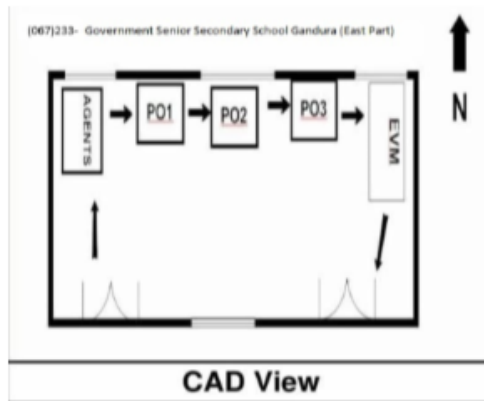 (067)233- Government Senior Secondary School Gandura (East Part)
N
AGENTS
PO1
PO2
PO3
EVM
CAD View